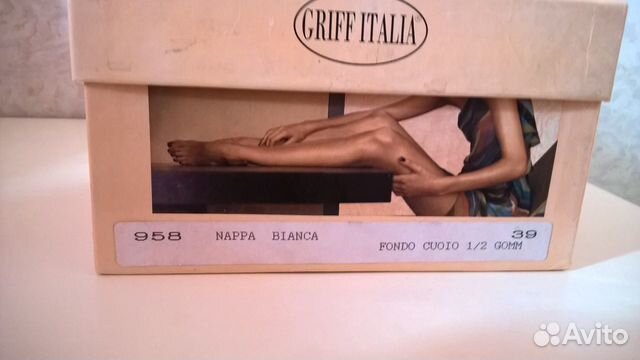 GRIFF ITALIA®
958 NAPPA BIANCA 39
FONDO CUOIO 1/2 GOMM
Avito